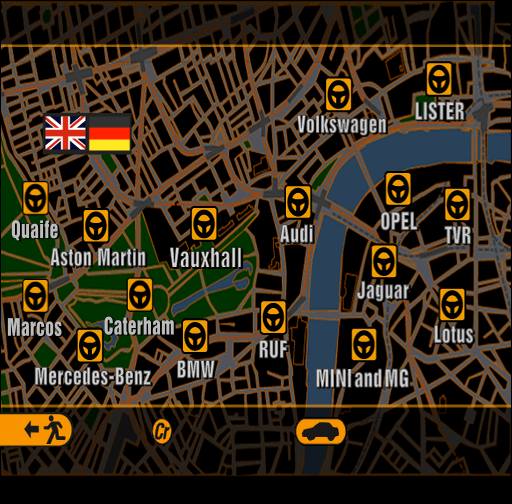 LISTER
Volkswagen
OPEL
Quaife
TVR
Audi
Aston Martin
Vauxhall
Jaguar
Marcos
Caterham
Lotus
RUF
BMW
Mercedes-Benz
MINI and MG
Cr